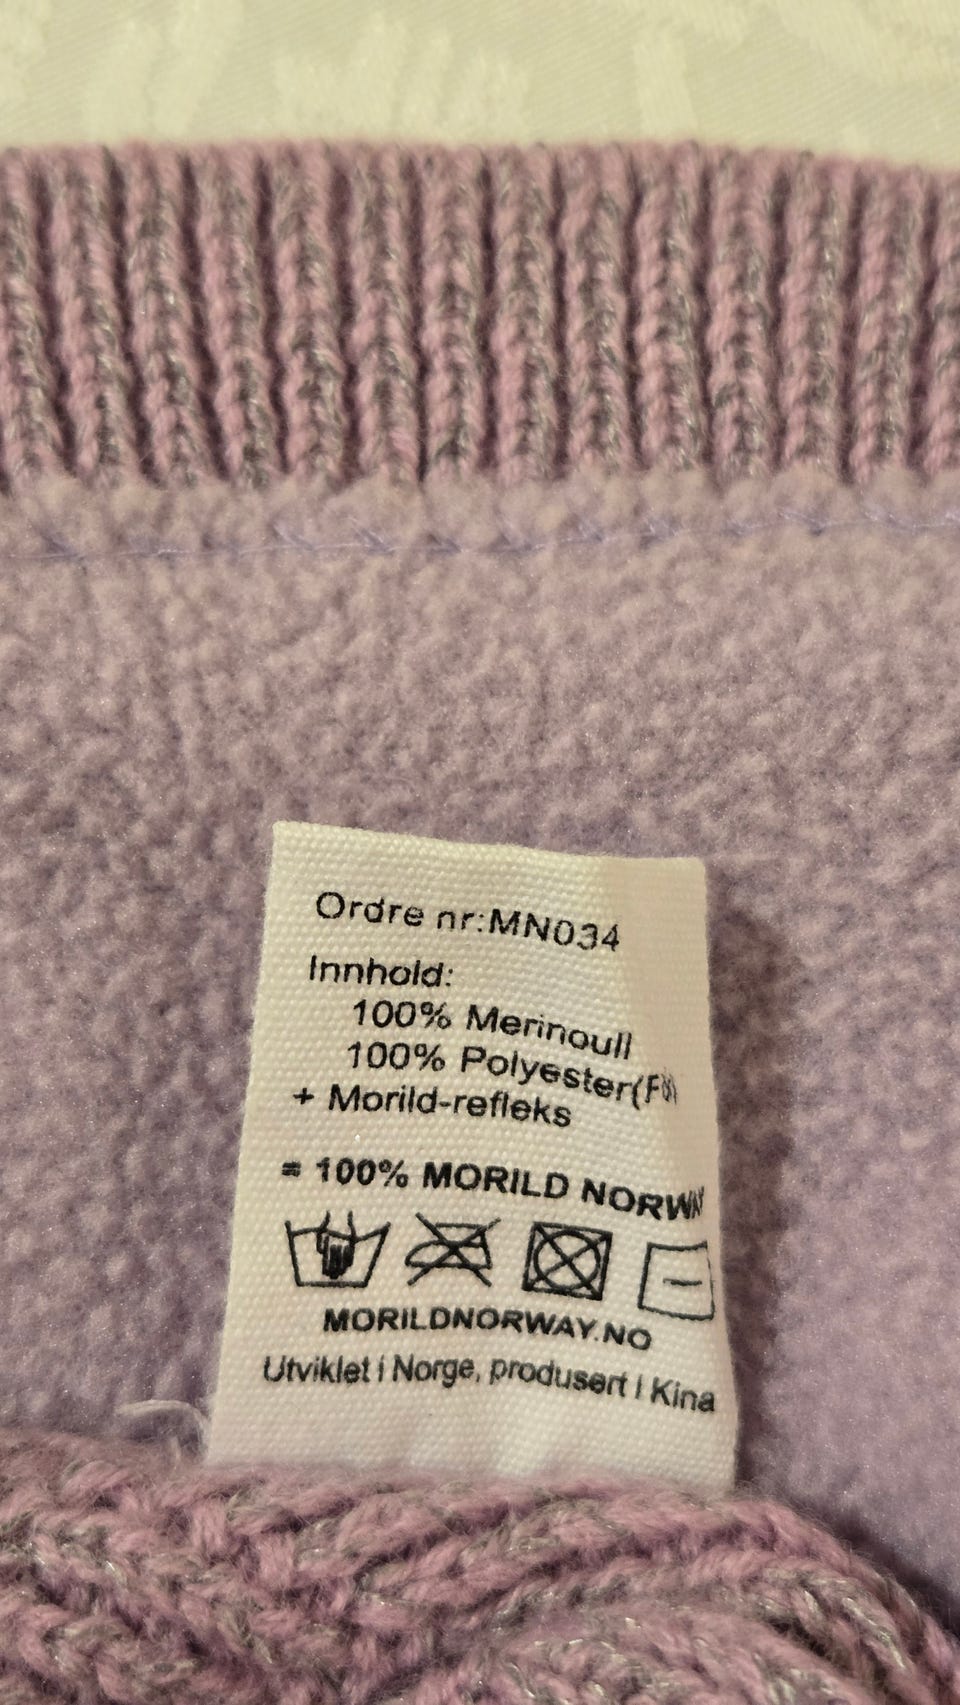 Ordre nr:MN034
Innhold:
100% Merinoull
100% Polyester
+ Morild-refleks
= 100% MORILD
MORILDNORWAY.NO
Utviklet i Norge, produsert i Kina